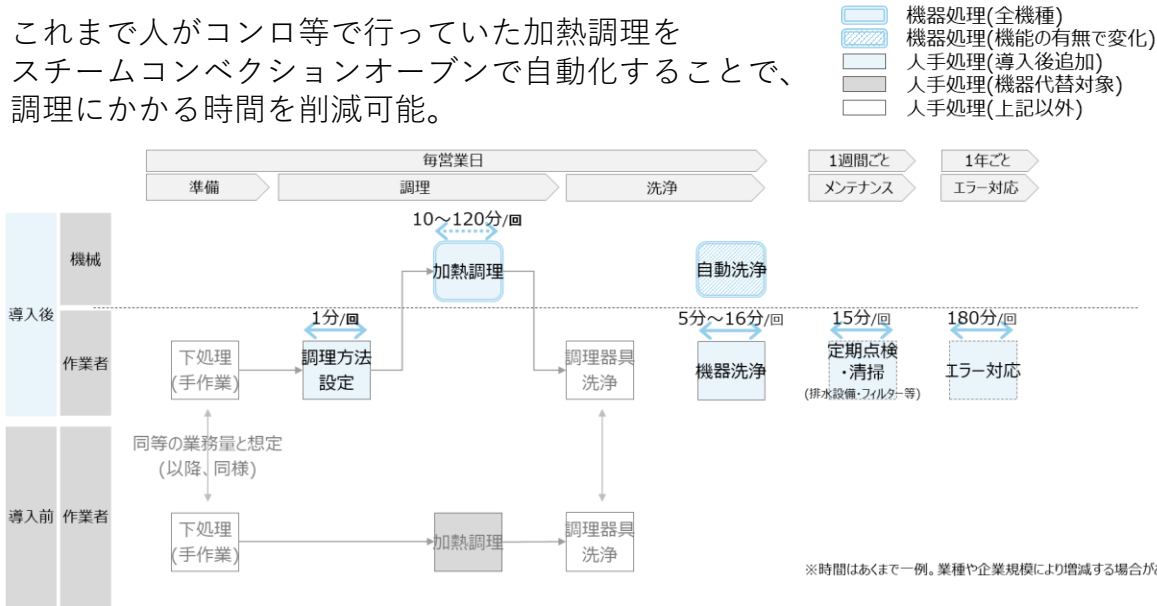 これまで人がコンロ等で行っていた加熱調理を
スチームコンベクションオーブンで自動化することで、
調理にかかる時間を削減可能。
機器処理(全機種)
機器処理(機能の有無で変化)
人手処理(導入後追加)
人手処理(機器代替対象)
人手処理(上記以外)
毎営業日
1週間ごと
1年ごと
準備
調理
洗浄
メンテナンス
エラー対応
導入後
機械
10～120分/回
加熱調理
自動洗浄
作業者
下処理
(手作業)
1分/回
調理方法
設定
調理器具
洗浄
5分～16分/回
機器洗浄
15分/回
定期点検
・清掃
(排水設備・フィルター等)
180分/回
エラー対応
同等の業務量と想定
(以降、同様)
導入前
作業者
下処理
(手作業)
加熱調理
調理器具
洗浄
※時間はあくまで一例。業種や企業規模により増減する場合が